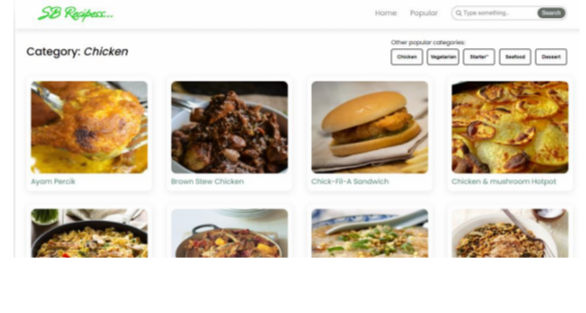 SB Recipess...
Home Popular Type something.. Search
Category: Chicken
Other popular categories:
Chicken Vegetarian Starter" Seafood Dessert
Ayam Percik Brown Stew Chicken Chick-Fil-A Sandwich Chicken & mushroom Hotpot